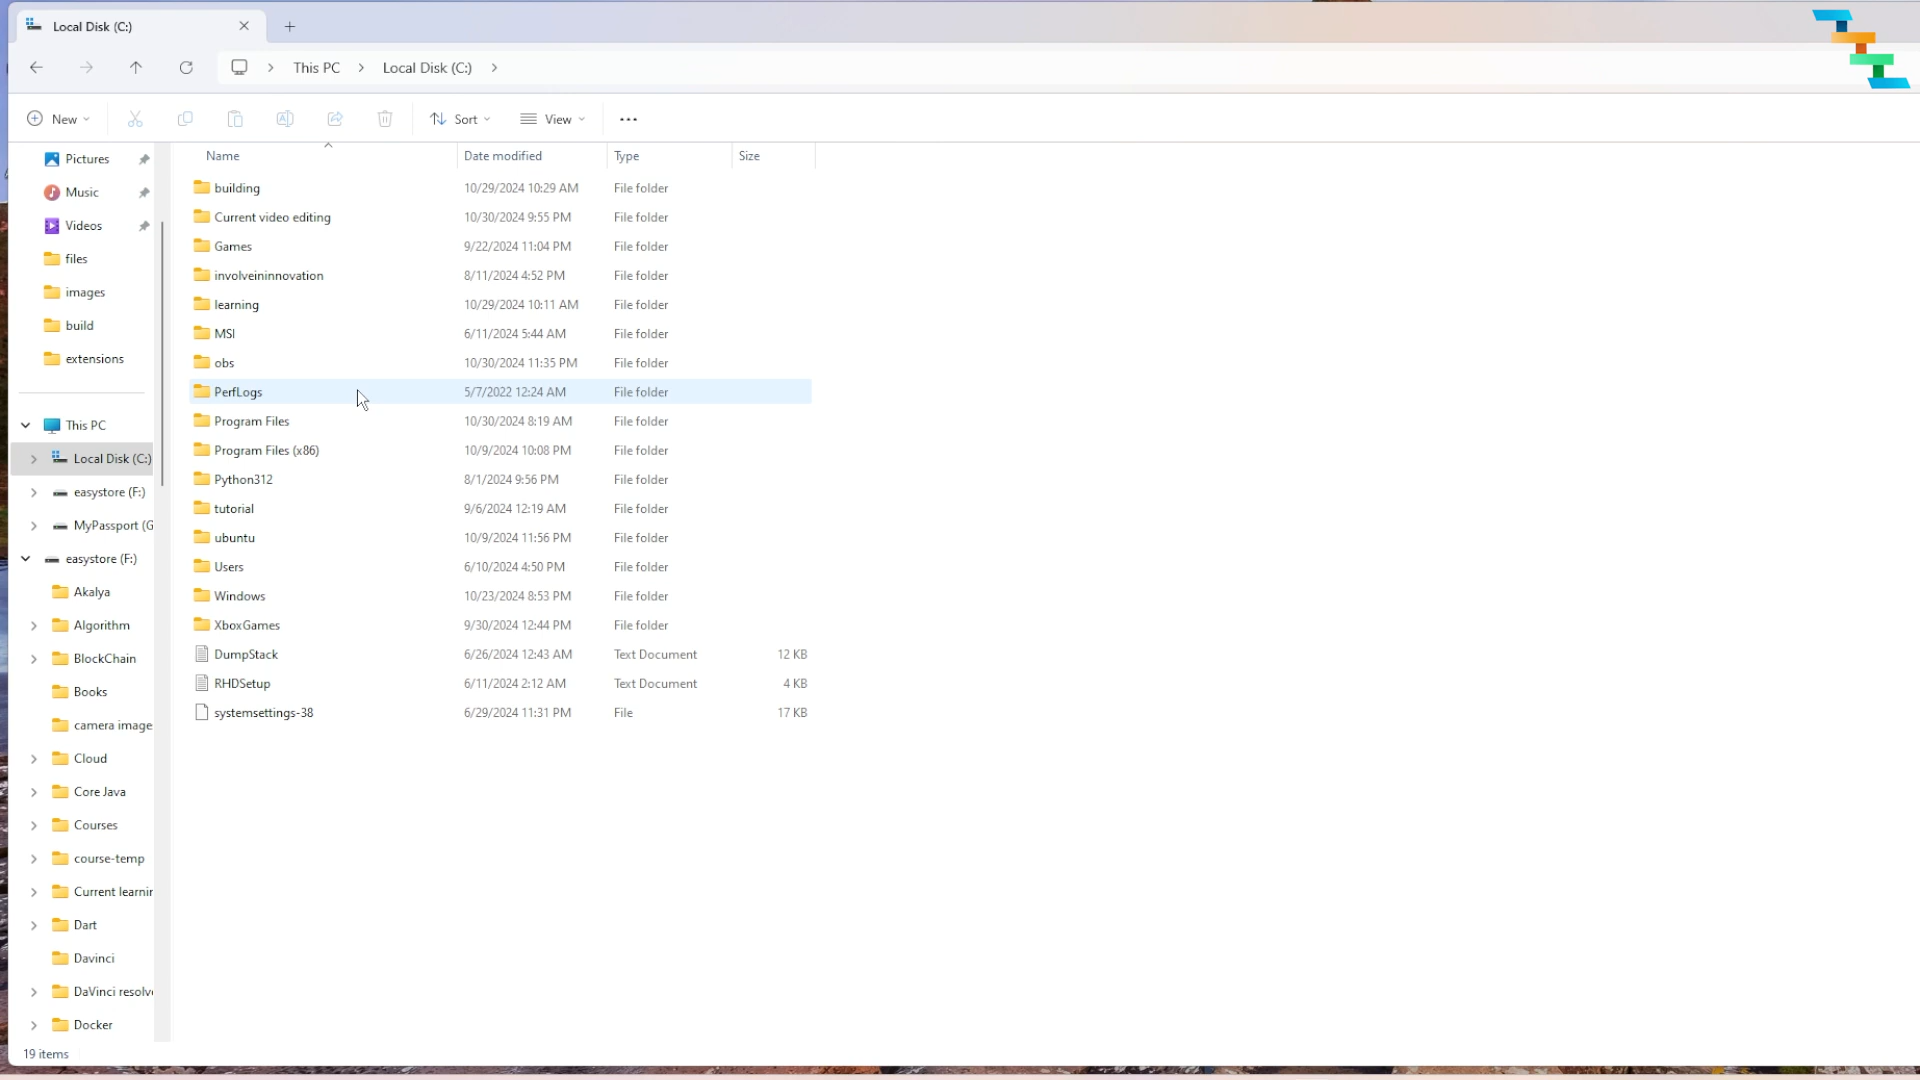 Local Disk (C:)
This PC > Local Disk (C:) >
New Sort View
Pictures
Music
Videos
files
images
build
extensions
This PC
Local Disk (C:)
easystore (F:)
MyPassport (G
easystore (F:)
Akalya
Algorithm
BlockChain
Books
camera image
Cloud
Core Java
Courses
course-temp
Current learnin
Dart
Davinci
DaVinci resolve
Docker
Name Date modified Type Size
building 10/29/2024 10:29 AM File folder
Current video editing 10/30/2024 9:55 PM File folder
Games 9/22/2024 11:04 PM File folder
involveininnovation 8/11/2024 4:52 PM File folder
learning 10/29/2024 10:11 AM File folder
MSI 6/11/2024 5:44 AM File folder
obs 10/30/2024 11:35 PM File folder
PerfLogs 5/7/2022 12:24 AM File folder
Program Files 10/30/2024 8:19 AM File folder
Program Files (x86) 10/9/2024 10:08 PM File folder
Python312 8/1/2024 9:56 PM File folder
tutorial 9/6/2024 12:19 AM File folder
ubuntu 10/9/2024 11:56 PM File folder
Users 6/10/2024 4:50 PM File folder
Windows 10/23/2024 8:53 PM File folder
XboxGames 9/30/2024 12:44 PM File folder
DumpStack 6/26/2024 12:43 AM Text Document 12 KB
RHDSetup 6/11/2024 2:12 AM Text Document 4 KB
systemsettings-38 6/29/2024 11:31 PM File 17 KB
19 items